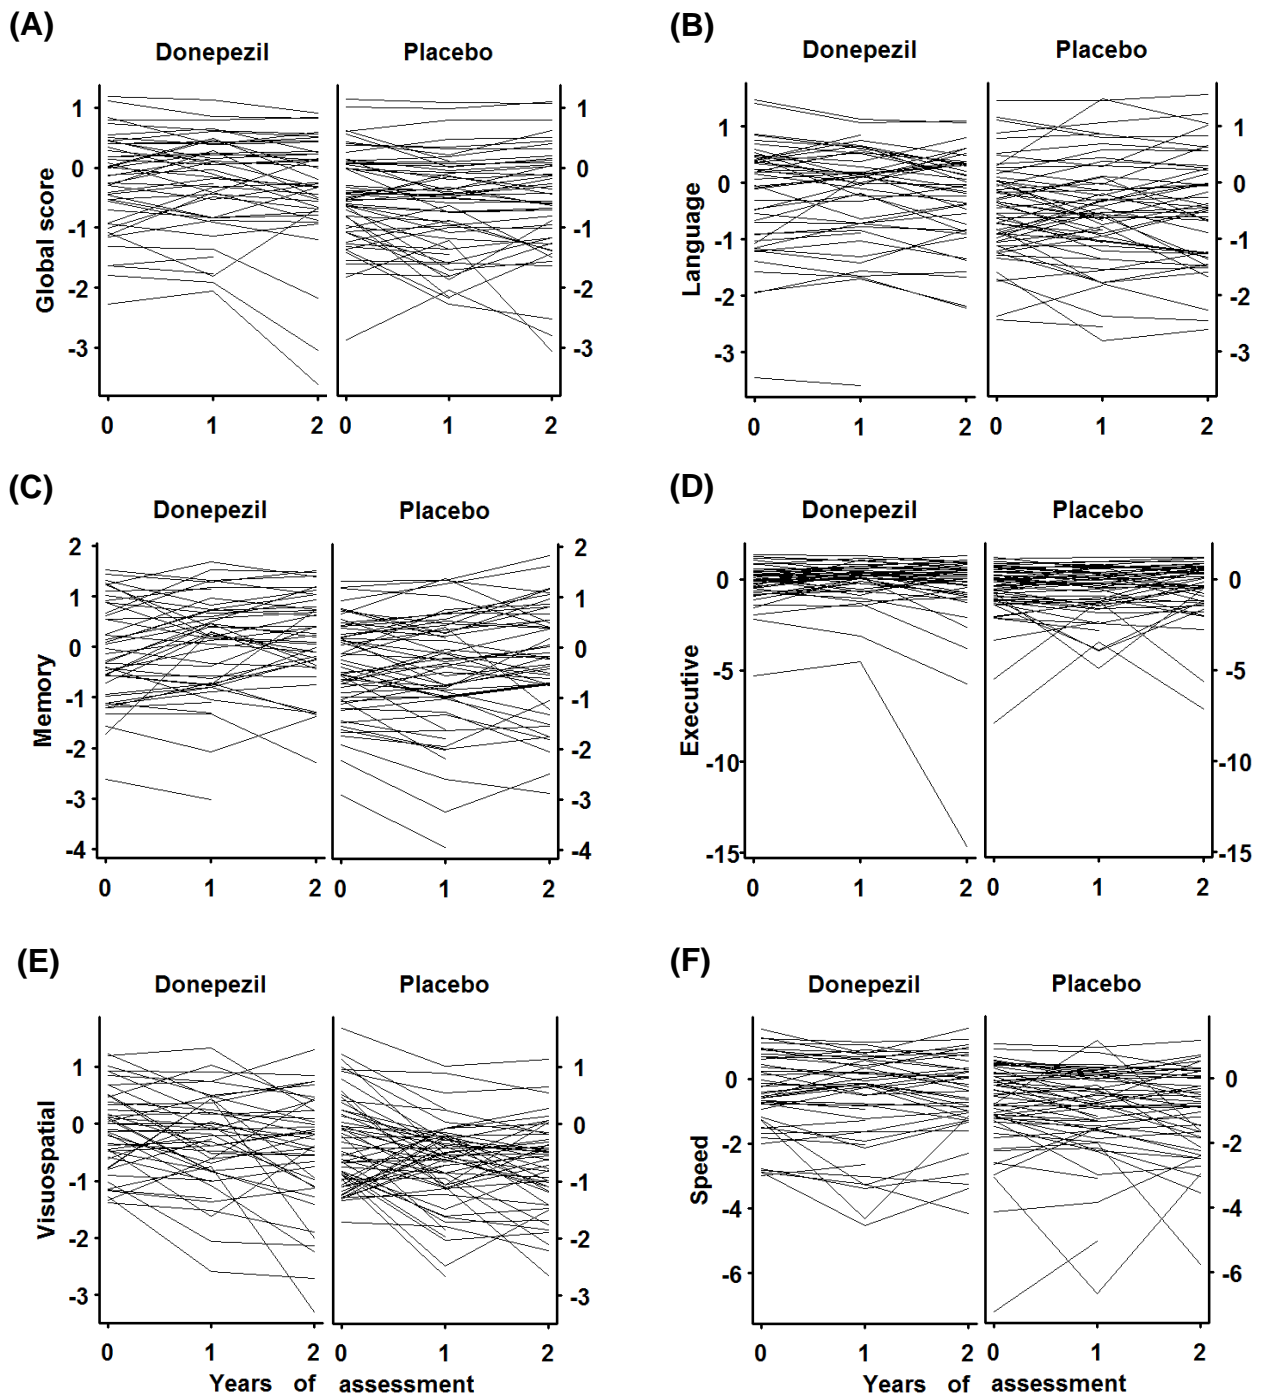 (A)
Donepezil Placebo
Global score
1 1
0 0
-1 -1
-2 -2
-3 -3
0 1 2 0 1 2
(B)
Donepezil Placebo
Language
1 1
0 0
-1 -1
-2 -2
-3 -3
0 1 2 0 1 2
(C)
Donepezil Placebo
Memory
2 2
1 1
0 0
-1 -1
-2 -2
-3 -3
-4 -4
0 1 2 0 1 2
(D)
Donepezil Placebo
Executive
0 0
-5 -5
-10 -10
-15 -15
0 1 2 0 1 2
(E)
Donepezil Placebo
Visuospatial
1 1
0 0
-1 -1
-2 -2
-3 -3
0 1 2 0 1 2
Years of assessment
(F)
Donepezil Placebo
Speed
0 0
-2 -2
-4 -4
-6 -6
0 1 2 0 1 2
Years of assessment